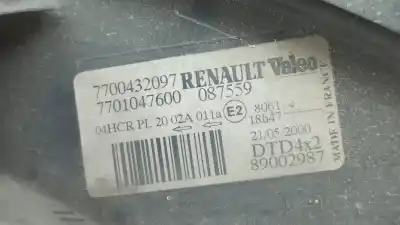 7700432097 RENAULT Valeo
7701047600 087559
04HCR PL 20 02A 011a E2 8061
18647
21/05/2000
DTD4x2
89002987
MADE IN FRANCE